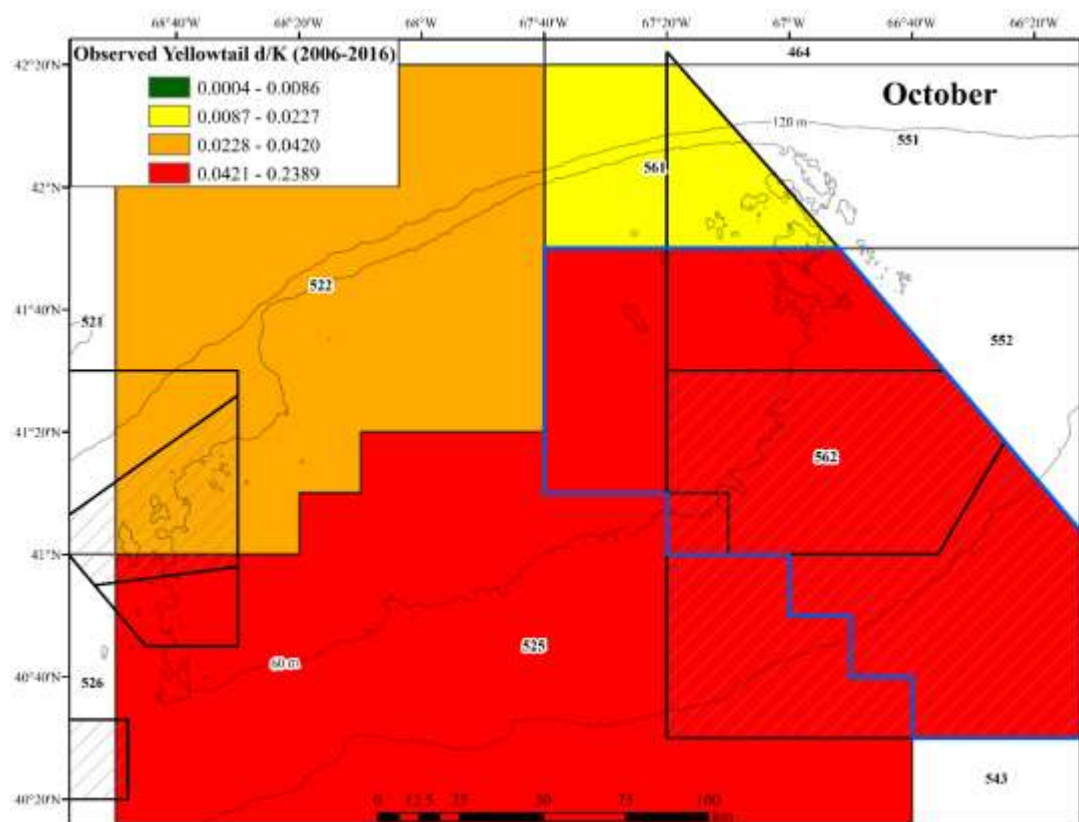 68°40'W 68°20'W 68°W 67°40'W 67°20'W 67°W 66°40'W 66°20'W
Observed Yellowtail d/K (2006-2016)
0.0004 - 0.0086
0.0087 - 0.0227
0.0228 - 0.0420
0.0421 - 0.2389
October
464
42°20'N
120 m
551
42°N
561
522
41°40'N
521
552
41°20'N
562
41°N
525
60 m
40°40'N
526
543
40°20'N
0 12.5 25 50 75 100
km